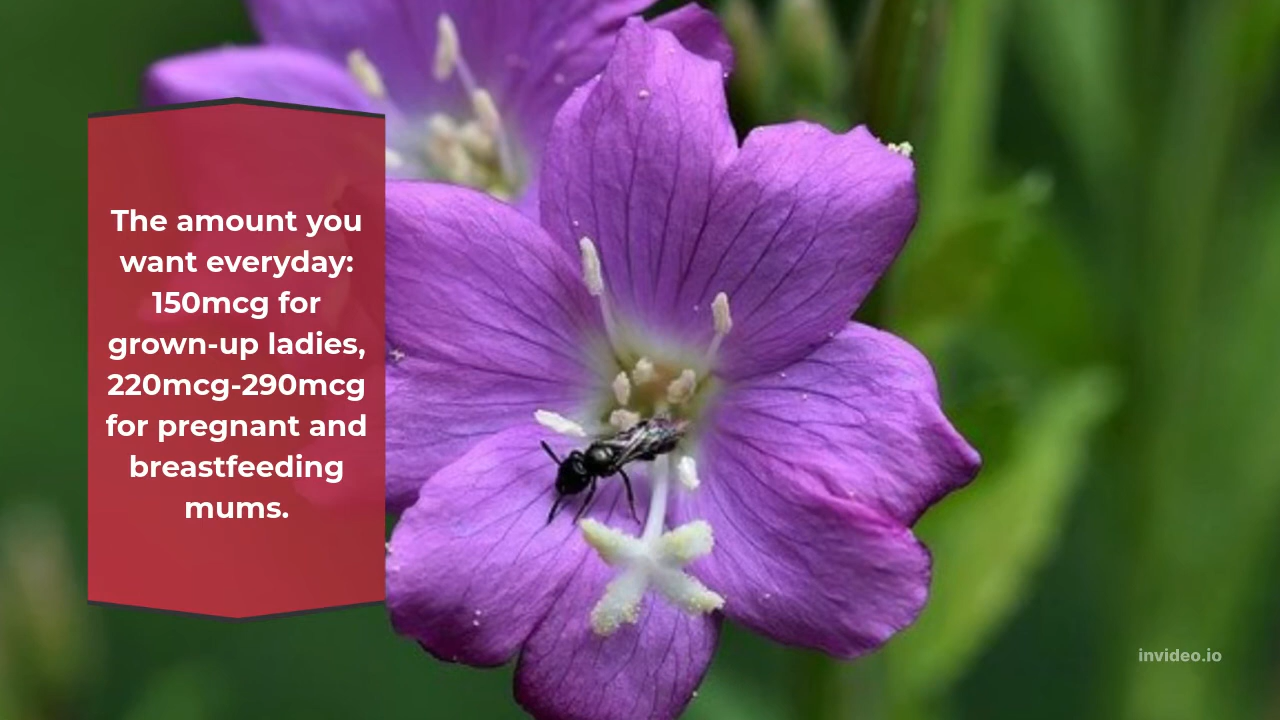 The amount you
want everyday:
150mcg for
grown-up ladies,
220mcg-290mcg
for pregnant and
breastfeeding
mums.
invideo.io